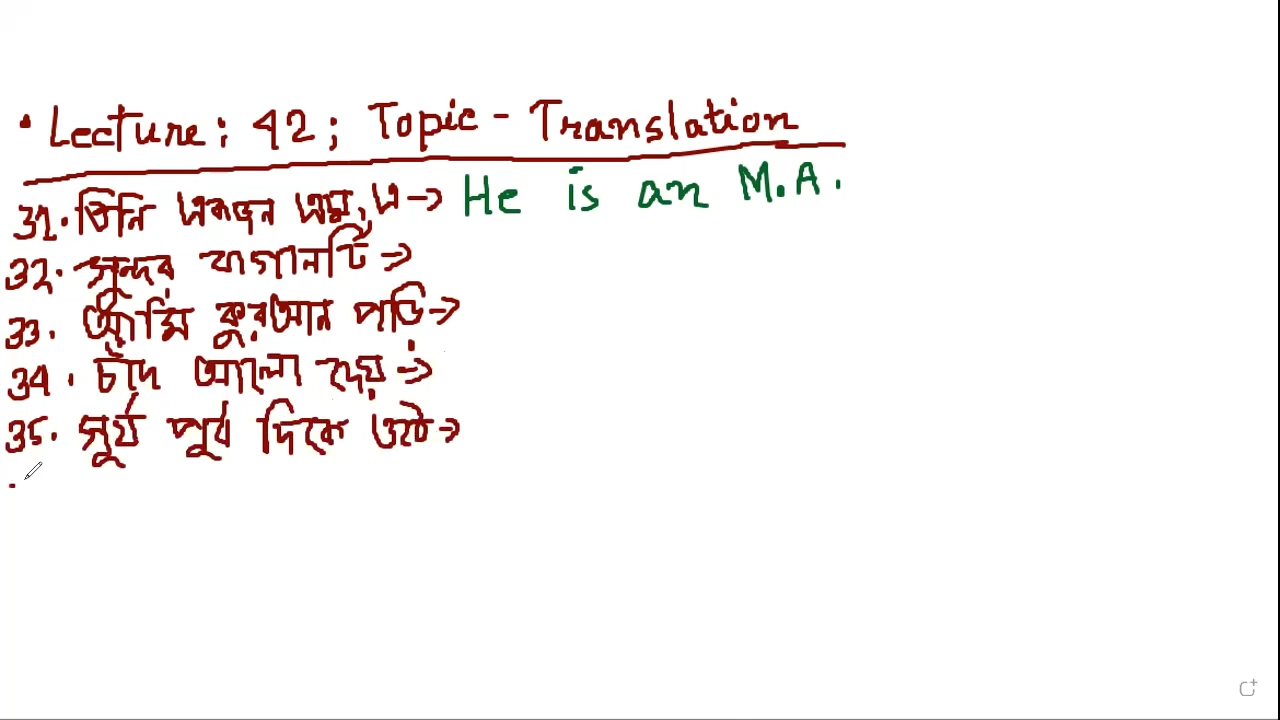 • Lecture: 42; Topic - Translation
31. তিনি একজন এম, এ → He is an M.A.
32. সুন্দর বাগানটি →
33. আমি কুরআন পড়ি →
34. চাঁদ আলো দেয় →
35. সূর্য পূর্ব দিকে ওঠে →